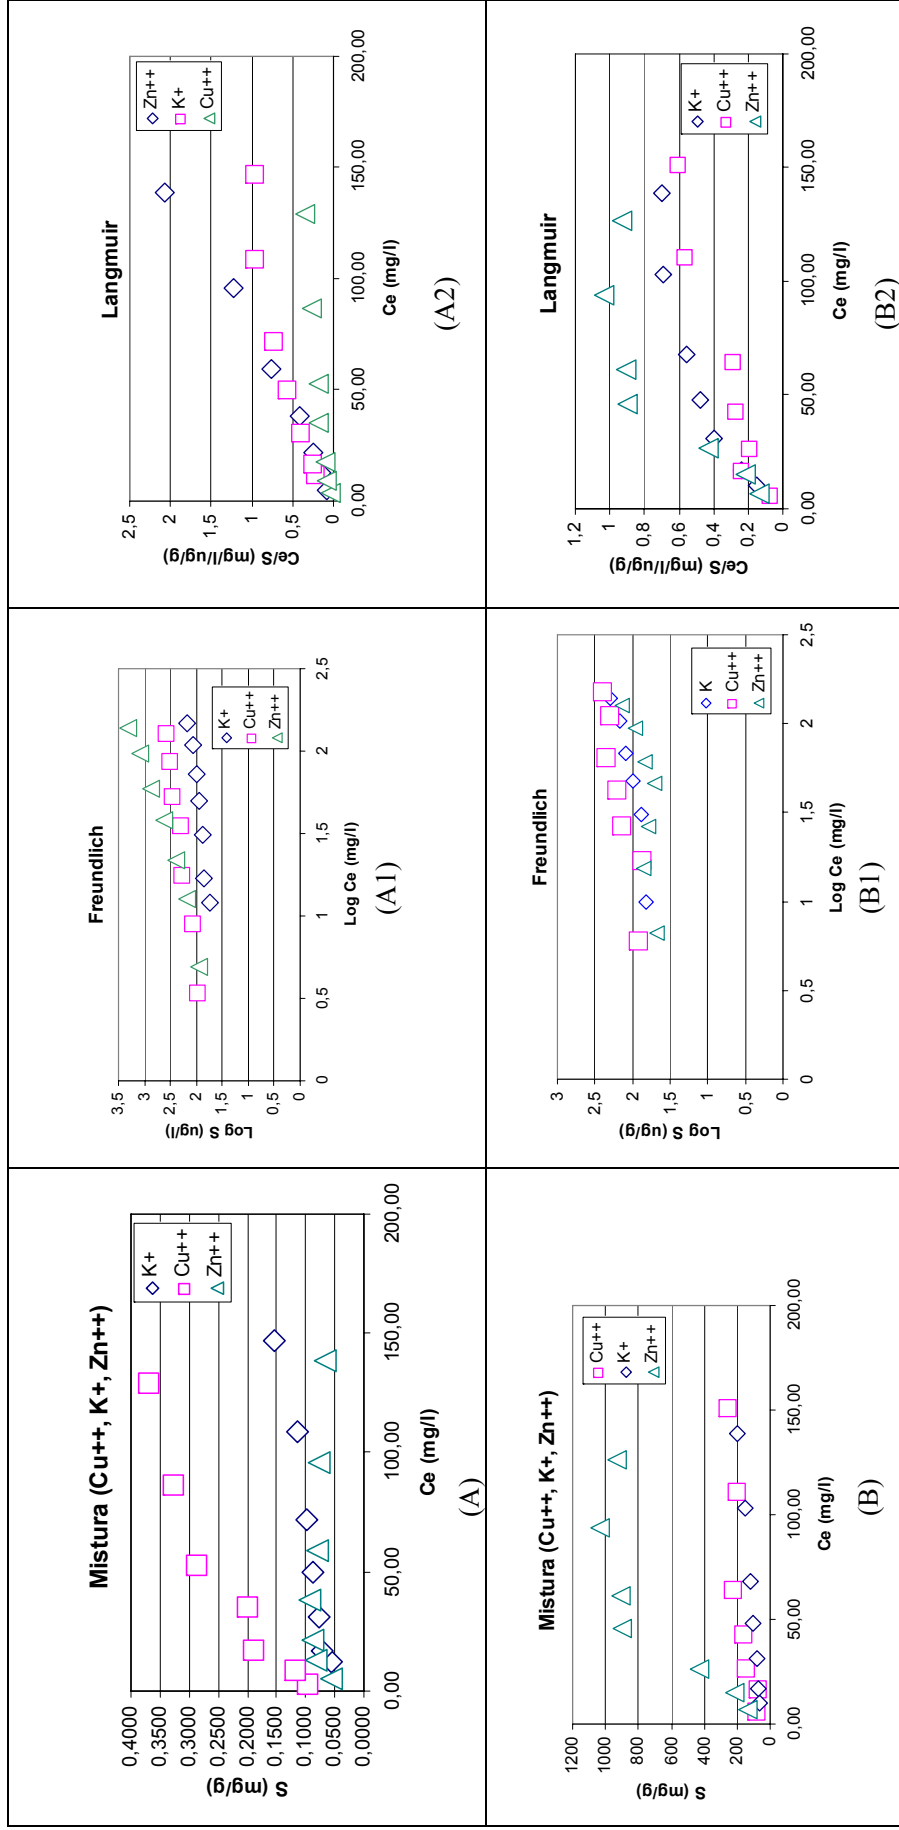 Mistura (Cu++, K+, Zn++)
S (mg/g)
0,4000
0,3500
0,3000
0,2500
0,2000
0,1500
0,1000
0,0500
0,0000
0,00
50,00
100,00
150,00
200,00
Ce (mg/l)
K+
Cu++
Zn++
(A)
Freundlich
Log S (ug/l)
3,5
3
2,5
2
1,5
1
0,5
0
0
0,5
1
1,5
2
2,5
Log Ce (mg/l)
K+
Cu++
Zn++
(A1)
Langmuir
Ce/S (mg/l/ug/g)
2,5
2
1,5
1
0,5
0
0,00
50,00
100,00
150,00
200,00
Ce (mg/l)
Zn++
K+
Cu++
(A2)
Mistura (Cu++, K+, Zn++)
S (mg/g)
1200
1000
800
600
400
200
0
0,00
50,00
100,00
150,00
200,00
Ce (mg/l)
Cu++
K+
Zn++
(B)
Freundlich
Log S (ug/g)
3
2,5
2
1,5
1
0,5
0
0
0,5
1
1,5
2
2,5
Log Ce (mg/l)
K
Cu++
Zn++
(B1)
Langmuir
Ce/S (mg/l/ug/g)
1,2
1
0,8
0,6
0,4
0,2
0
0,00
50,00
100,00
150,00
200,00
Ce (mg/l)
K+
Cu++
Zn++
(B2)